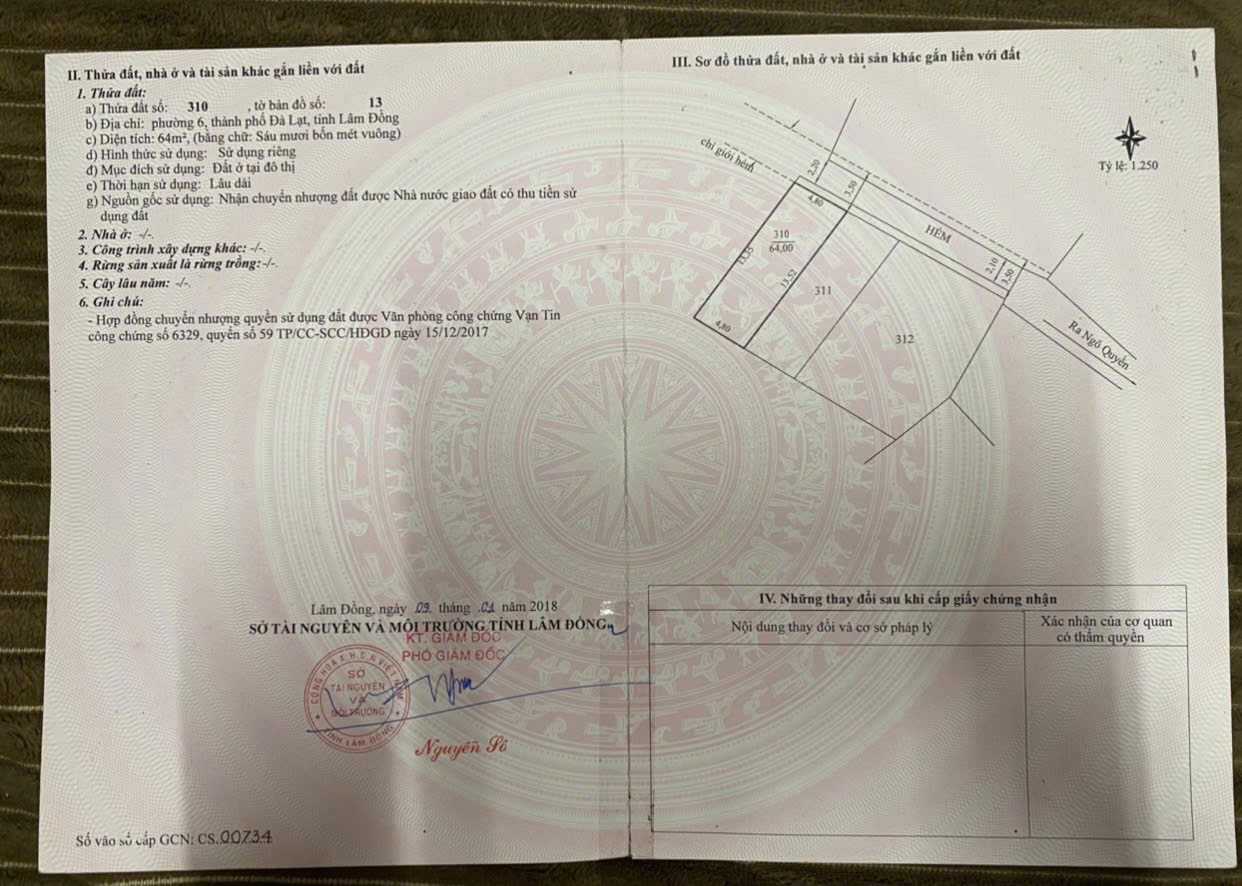 II. Thửa đất, nhà ở và tài sản khác gắn liền với đất
1. Thửa đất:
a) Thửa đất số: 310 , tờ bản đồ số: 13
b) Địa chỉ: phường 6, thành phố Đà Lạt, tỉnh Lâm Đồng
c) Diện tích: 64m², (bằng chữ: Sáu mươi bốn mét vuông)
d) Hình thức sử dụng: Sử dụng riêng
đ) Mục đích sử dụng: Đất ở tại đô thị
e) Thời hạn sử dụng: Lâu dài
g) Nguồn gốc sử dụng: Nhận chuyển nhượng đất được Nhà nước giao đất có thu tiền sử
dụng đất
2. Nhà ở: -/-.
3. Công trình xây dựng khác: -/-.
4. Rừng sản xuất là rừng trồng: -/-.
5. Cây lâu năm: -/-.
6. Ghi chú:
- Hợp đồng chuyển nhượng quyền sử dụng đất được Văn phòng công chứng Vạn Tin
công chứng số 6329, quyển số 59 TP/CC-SCC/HĐGD ngày 15/12/2017
Lâm Đồng, ngày 09 tháng 01 năm 2018
SỞ TÀI NGUYÊN VÀ MÔI TRƯỜNG TỈNH LÂM ĐỒNG
KT. GIÁM ĐỐC
PHÓ GIÁM ĐỐC
CỘNG HÒA X.H.C.N VIỆT NAM
SỞ
TÀI NGUYÊN
VÀ
MÔI TRƯỜNG
TỈNH LÂM ĐỒNG
Số vào sổ cấp GCN: CS.00734
III. Sơ đồ thửa đất, nhà ở và tài sản khác gắn liền với đất
Tỷ lệ: 1.250
chỉ giới hẻm
2,50
3,50
4,80
HẺM
310
64,00
13,35
13,52
311
2,10
3,50
4,80
312
Ra Ngô Quyền
IV. Những thay đổi sau khi cấp giấy chứng nhận
Nội dung thay đổi và cơ sở pháp lý
Xác nhận của cơ quan
có thẩm quyền